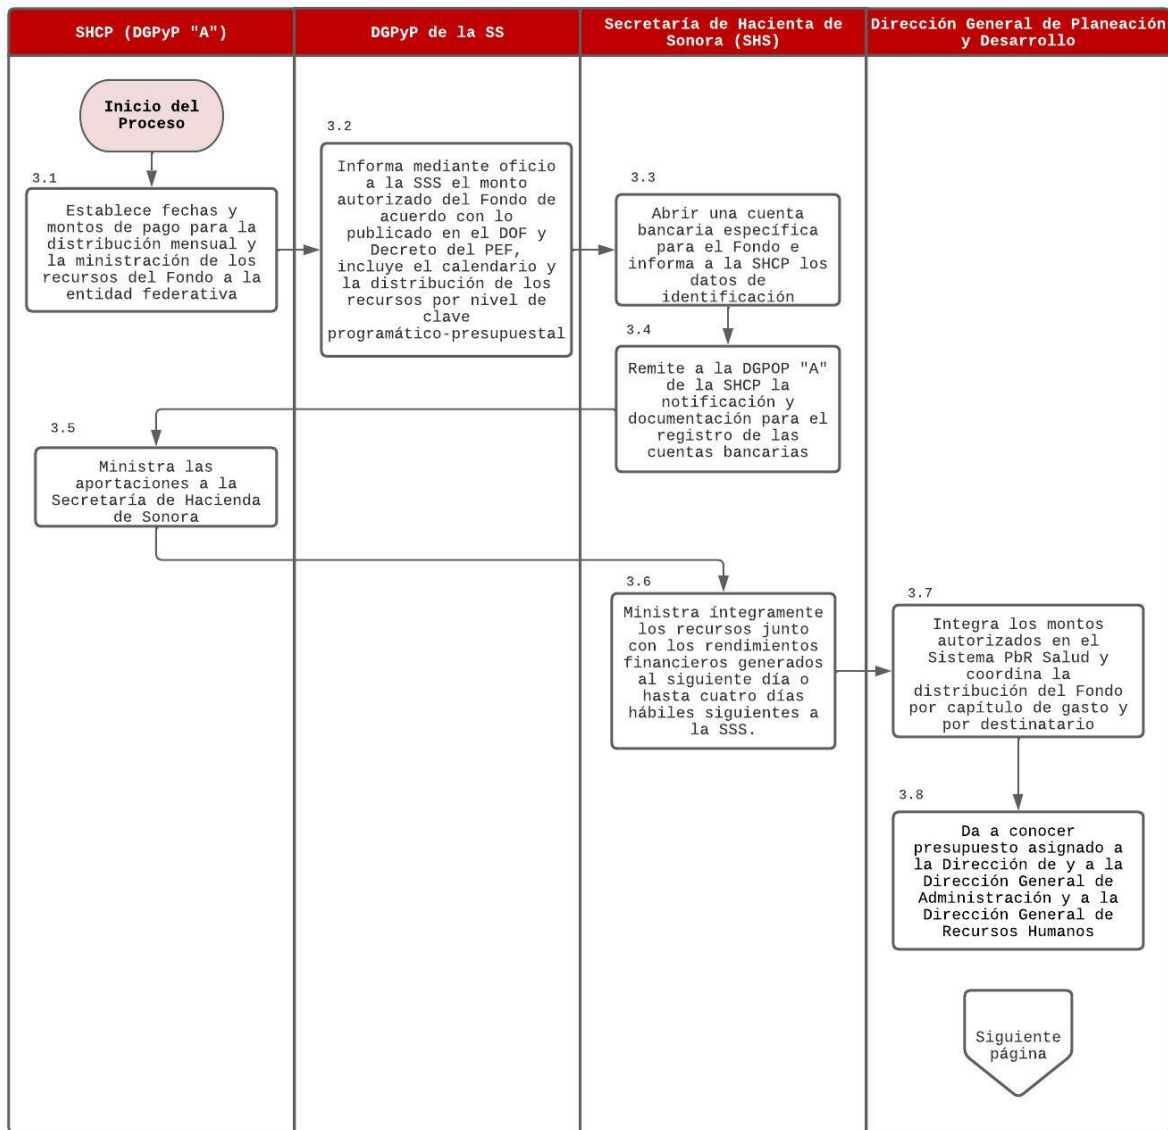 SHCP (DGPyP "A")
DGPyP de la SS
Secretaría de Hacienta de
Sonora (SHS)
Dirección General de Planeación
y Desarrollo
Inicio del
Proceso
3.1
Establece fechas y
montos de pago para la
distribución mensual y
la ministración de los
recursos del Fondo a la
entidad federativa
3.2
Informa mediante oficio
a la SSS el monto
autorizado del Fondo de
acuerdo con lo
publicado en el DOF y
Decreto del PEF,
incluye el calendario y
la distribución de los
recursos por nivel de
clave
programático-presupuestal
3.3
Abrir una cuenta
bancaria específica
para el Fondo e
informa a la SHCP los
datos de
identificación
3.4
Remite a la DGPOP "A"
de la SHCP la
notificación y
documentación para el
registro de las
cuentas bancarias
3.5
Ministra las
aportaciones a la
Secretaría de Hacienda
de Sonora
3.6
Ministra íntegramente
los recursos junto
con los rendimientos
financieros generados
al siguiente día o
hasta cuatro días
hábiles siguientes a
la SSS.
3.7
Integra los montos
autorizados en el
Sistema PbR Salud y
coordina la
distribución del Fondo
por capítulo de gasto y
por destinatario
3.8
Da a conocer
presupuesto asignado a
la Dirección de y a la
Dirección General de
Administración y a la
Dirección General de
Recursos Humanos
Siguiente
página